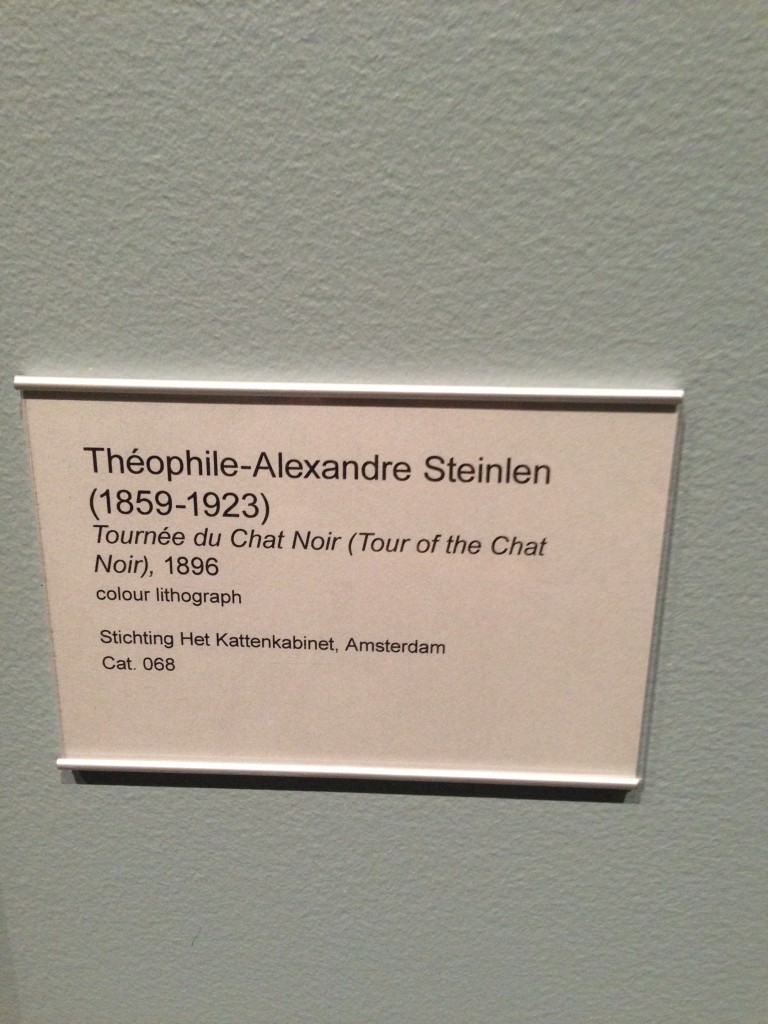 Théophile-Alexandre Steinlen
(1859-1923)
Tournée du Chat Noir (Tour of the Chat
Noir), 1896
colour lithograph
Stichting Het Kattenkabinet, Amsterdam
Cat. 068